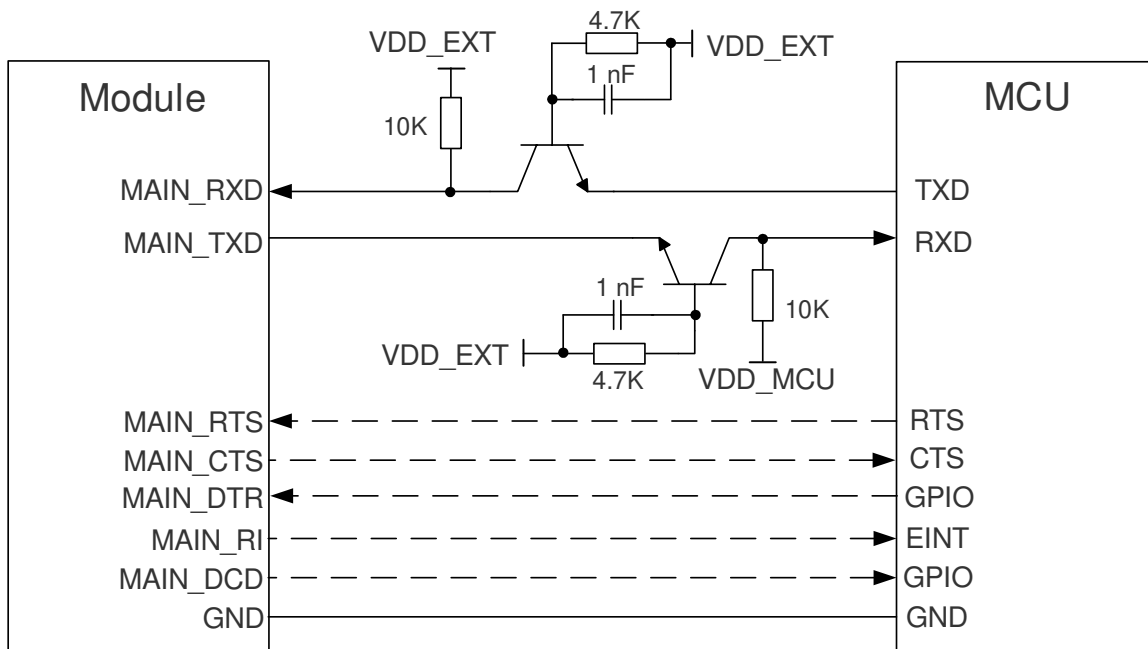 4.7K
VDD_EXT
VDD_EXT
1 nF
Module
MCU
10K
MAIN_RXD
TXD
MAIN_TXD
RXD
1 nF
10K
VDD_EXT
4.7K
VDD_MCU
MAIN_RTS
RTS
MAIN_CTS
CTS
MAIN_DTR
GPIO
MAIN_RI
EINT
MAIN_DCD
GPIO
GND
GND